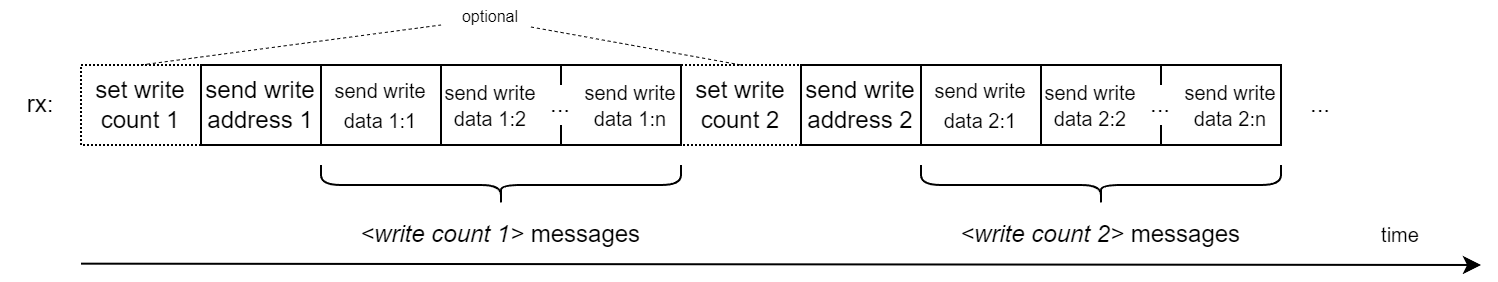 optional
rx:
set write
count 1
send write
address 1
send write
data 1:1
send write
data 1:2
...
send write
data 1:n
set write
count 2
send write
address 2
send write
data 2:1
send write
data 2:2
...
send write
data 2:n
...
<write count 1> messages
<write count 2> messages
time